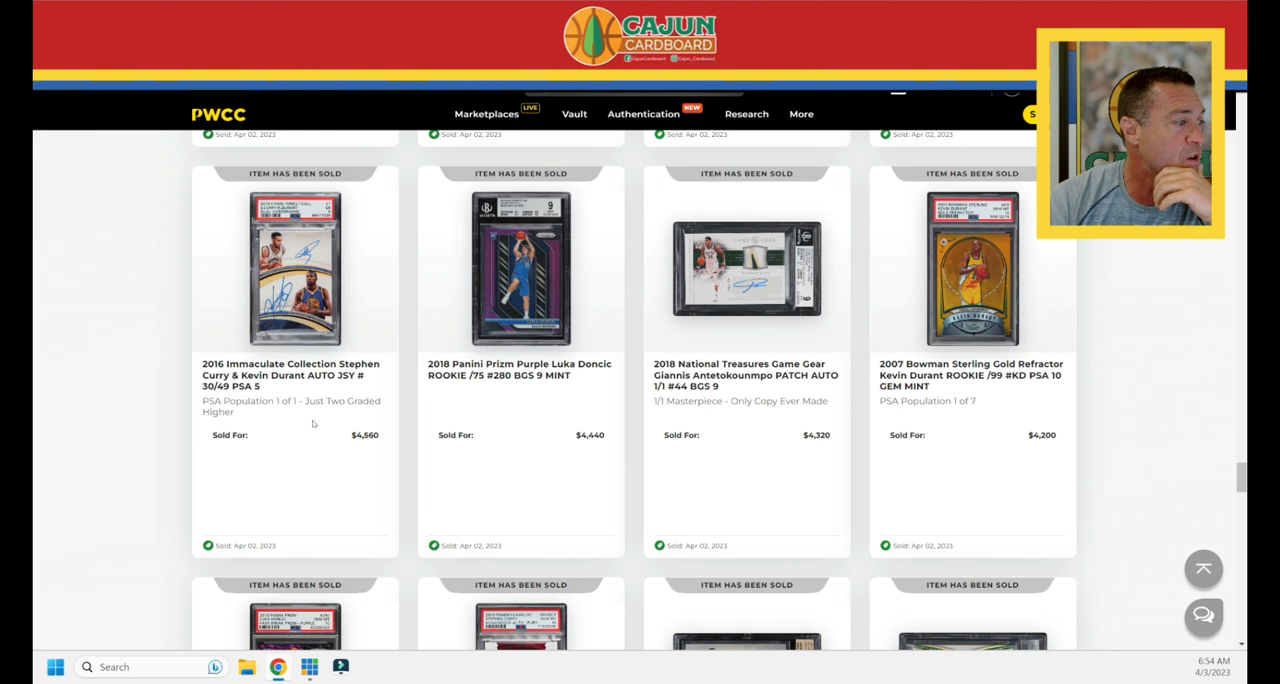 CAJUN
CARDBOARD
CajunCardboard Cajun_Cardboard
PWCC
Marketplaces LIVE Vault Authentication NEW Research More
S
Sold: Apr 02, 2023 Sold: Apr 02, 2023 Sold: Apr 02, 2023 Sold: Apr 02, 2023
ITEM HAS BEEN SOLD ITEM HAS BEEN SOLD ITEM HAS BEEN SOLD ITEM HAS BEEN SOLD
9
9
2016 Immaculate Collection Stephen
Curry & Kevin Durant AUTO JSY #
30/49 PSA 5
PSA Population 1 of 1 - Just Two Graded
Higher
Sold For: $4,560
Sold: Apr 02, 2023
2018 Panini Prizm Purple Luka Doncic
ROOKIE /75 #280 BGS 9 MINT
Sold For: $4,440
Sold: Apr 02, 2023
2018 National Treasures Game Gear
Giannis Antetokounmpo PATCH AUTO
1/1 #44 BGS 9
1/1 Masterpiece - Only Copy Ever Made
Sold For: $4,320
Sold: Apr 02, 2023
2007 Bowman Sterling Gold Refractor
Kevin Durant ROOKIE /99 #KD PSA 10
GEM MINT
PSA Population 1 of 7
Sold For: $4,200
Sold: Apr 02, 2023
ITEM HAS BEEN SOLD ITEM HAS BEEN SOLD ITEM HAS BEEN SOLD ITEM HAS BEEN SOLD
Search
6:54 AM
4/3/2023